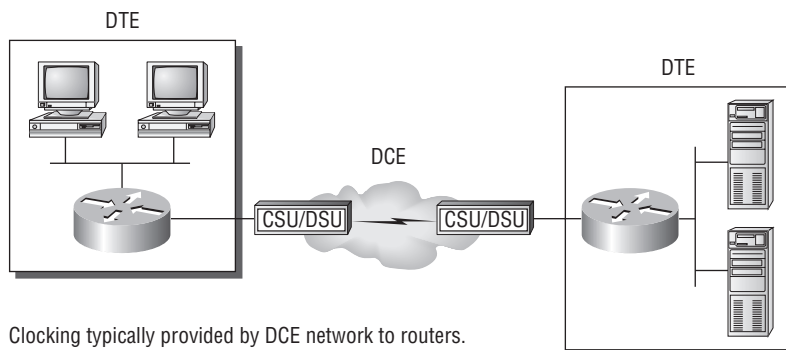 DTE
DTE
DCE
CSU/DSU
CSU/DSU
Clocking typically provided by DCE network to routers.